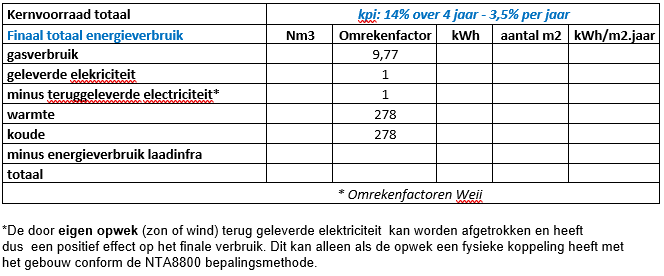 Kernvoorraad totaal kpi: 14% over 4 jaar - 3,5% per jaar
Finaal totaal energieverbruik Nm3 Omrekenfactor kWh aantal m2 kWh/m2.jaar
gasverbruik 9,77
geleverde elekriciteit 1
minus teruggeleverde electriciteit* 1
warmte 278
koude 278
minus energieverbruik laadinfra
totaal
* Omrekenfactoren Weii
*De door eigen opwek (zon of wind) terug geleverde elektriciteit kan worden afgetrokken en heeft
dus een positief effect op het finale verbruik. Dit kan alleen als de opwek een fysieke koppeling heeft met
het gebouw conform de NTA8800 bepalingsmethode.